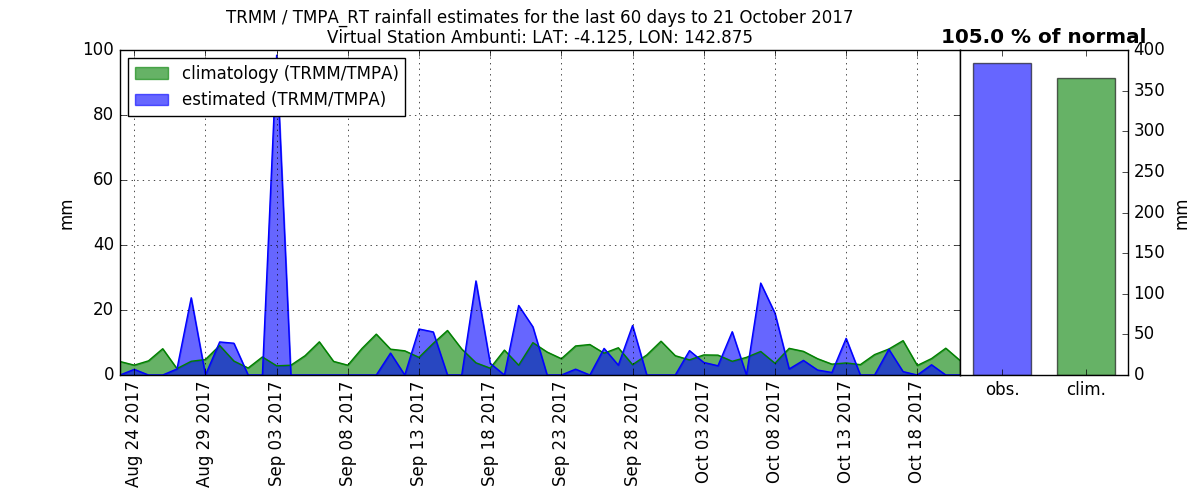 TRMM / TMPA_RT rainfall estimates for the last 60 days to 21 October 2017
Virtual Station Ambunti: LAT: -4.125, LON: 142.875
105.0 % of normal
climatology (TRMM/TMPA)
estimated (TRMM/TMPA)
100
80
60
40
20
0
mm
Aug 24 2017
Aug 29 2017
Sep 03 2017
Sep 08 2017
Sep 13 2017
Sep 18 2017
Sep 23 2017
Sep 28 2017
Oct 03 2017
Oct 08 2017
Oct 13 2017
Oct 18 2017
400
350
300
250
200
150
100
50
0
mm
obs.
clim.